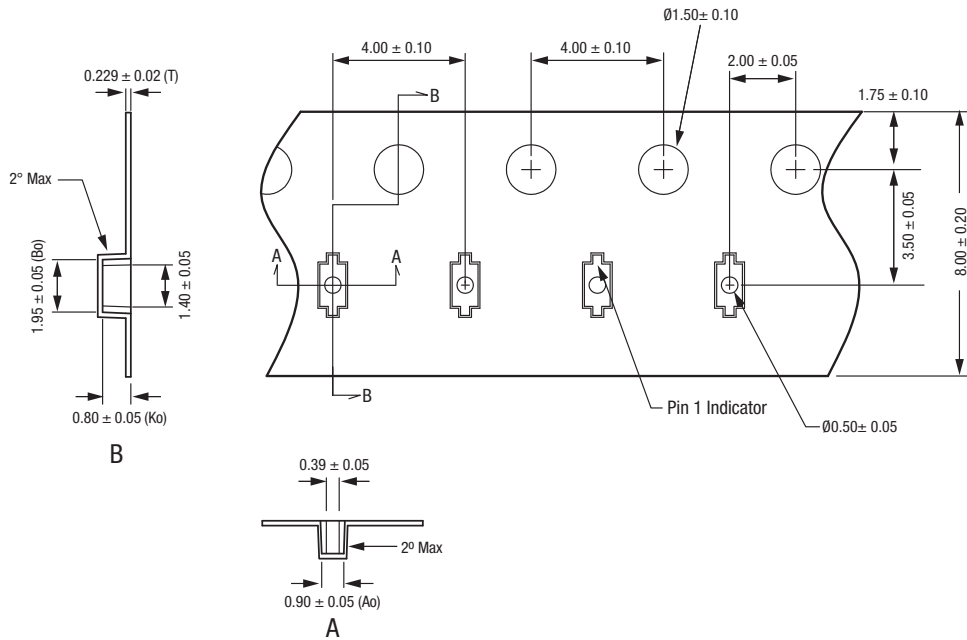 Ø1.50± 0.10
4.00 ± 0.10
4.00 ± 0.10
2.00 ± 0.05
0.229 ± 0.02 (T)
1.75 ± 0.10
B
2° Max
3.50 ± 0.05
8.00 ± 0.20
1.95 ± 0.05 (Bo)
1.40 ± 0.05
A
A
B
Pin 1 Indicator
0.80 ± 0.05 (Ko)
Ø0.50± 0.05
B
0.39 ± 0.05
2º Max
0.90 ± 0.05 (Ao)
A